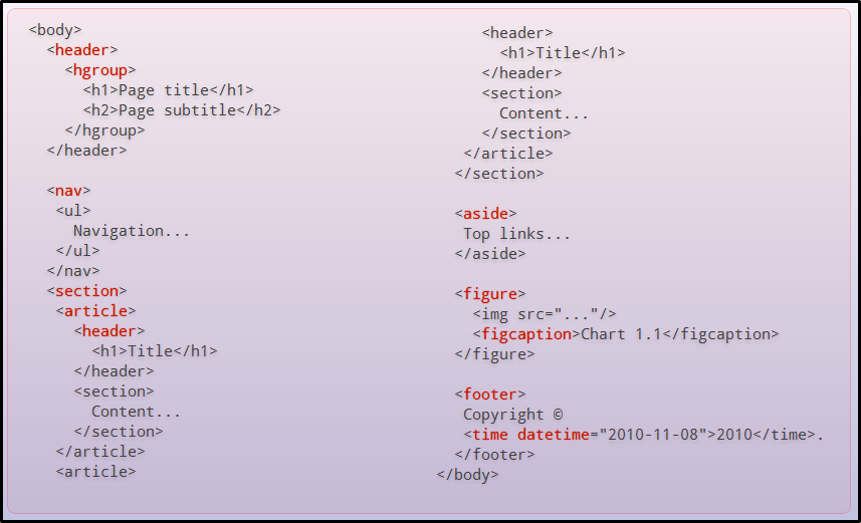 <body>
<header>
<hgroup>
<h1>Page title</h1>
<h2>Page subtitle</h2>
</hgroup>
</header>
<nav>
<ul>
Navigation...
</ul>
</nav>
<section>
<article>
<header>
<h1>Title</h1>
</header>
<section>
Content...
</section>
</article>
<article>
<header>
<h1>Title</h1>
</header>
<section>
Content...
</section>
</article>
</section>
<aside>
Top links...
</aside>
<figure>
<img src="..."/>
<figcaption>Chart 1.1</figcaption>
</figure>
<footer>
Copyright ©
<time datetime="2010-11-08">2010</time>.
</footer>
</body>